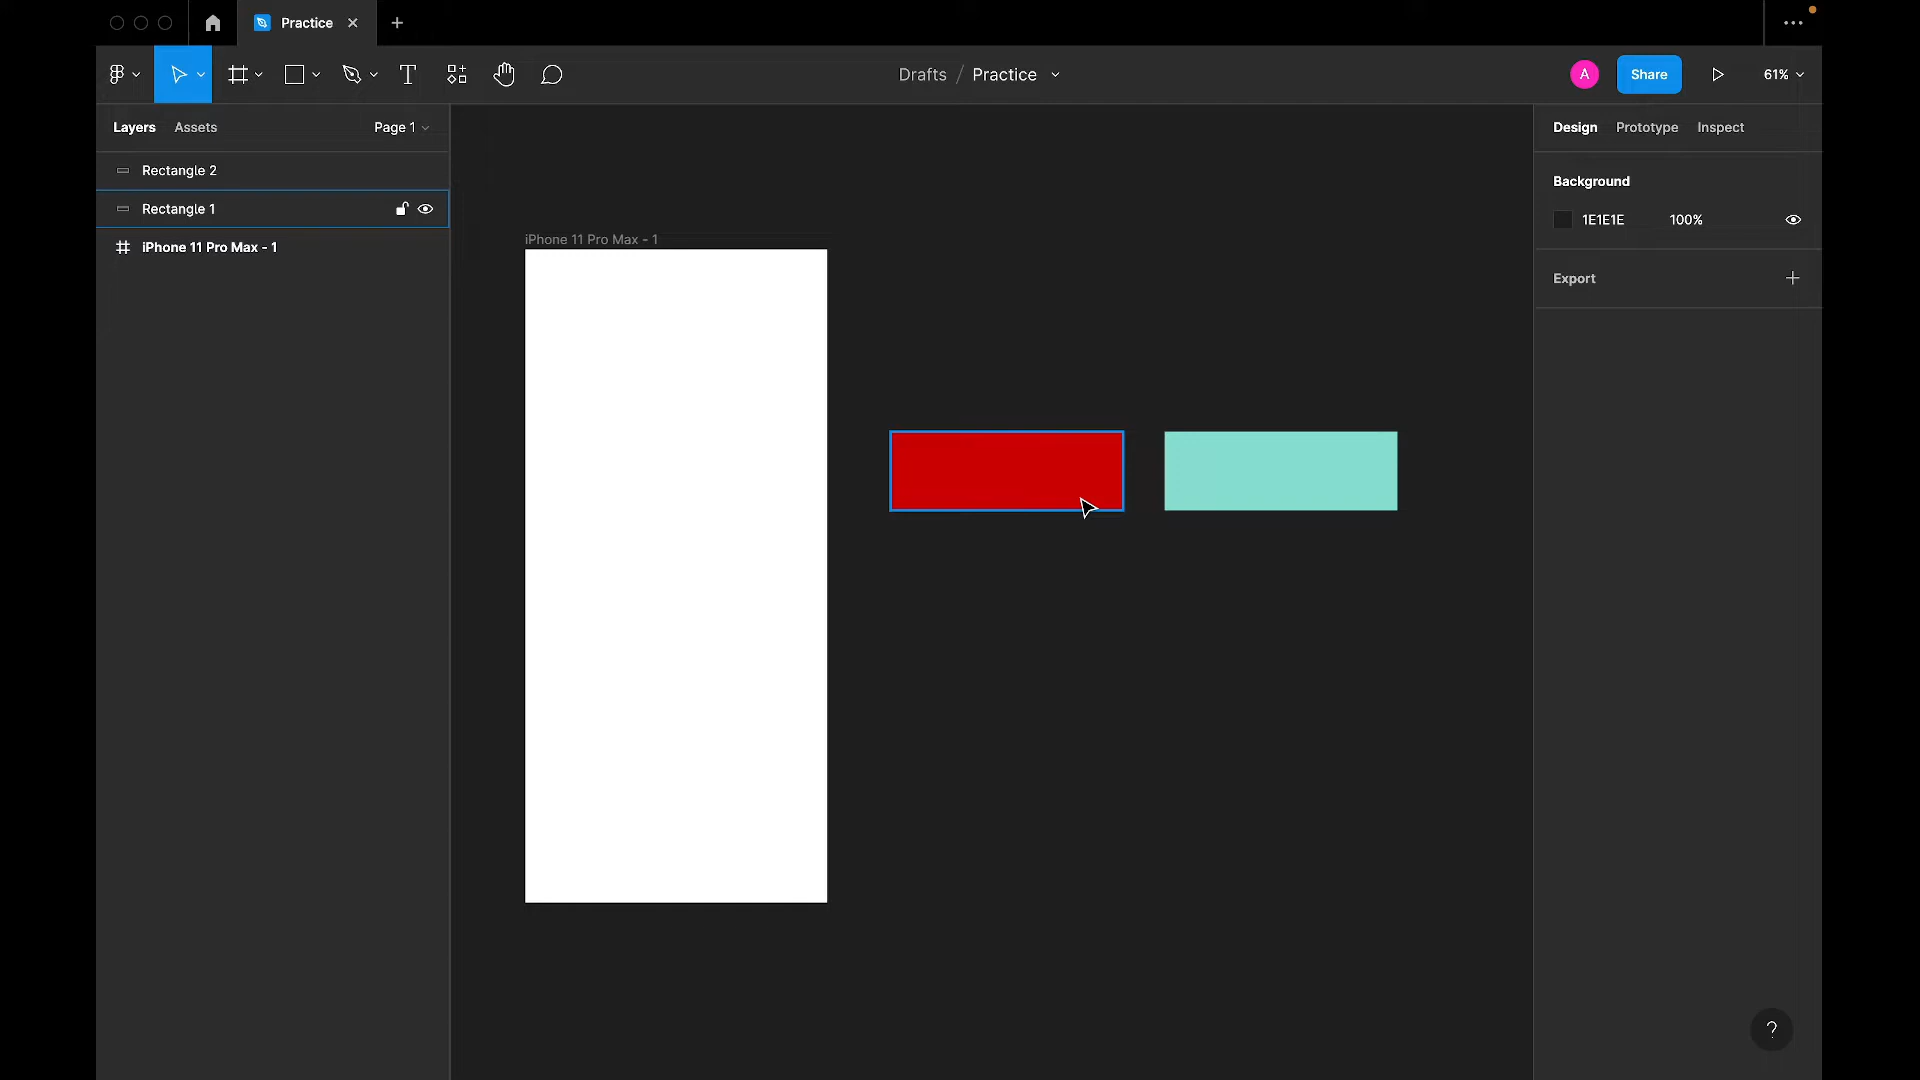 Practice
Drafts / Practice
A
Share
61%
Layers
Assets
Page 1
Design
Prototype
Inspect
Rectangle 2
Rectangle 1
iPhone 11 Pro Max - 1
iPhone 11 Pro Max - 1
Background
1E1E1E
100%
Export
?